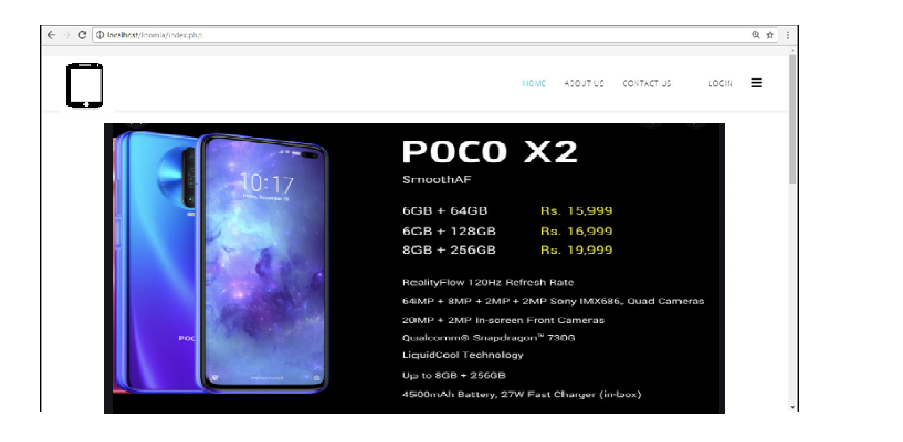 localhost/Joomla/index.php
HOME ABOUT US CONTACT US LOGIN
POCO X2
SmoothAF
10:17
6GB + 64GB Rs. 15,999
6GB + 128GB Rs. 16,999
8GB + 256GB Rs. 19,999
RealityFlow 120Hz Refresh Rate
64MP + 8MP + 2MP + 2MP Sony IMX686, Quad Cameras
20MP + 2MP In-screen Front Cameras
Qualcomm® Snapdragon™ 730G
LiquidCool Technology
Up to 8GB + 256GB
4500mAh Battery, 27W Fast Charger (in-box)
POC